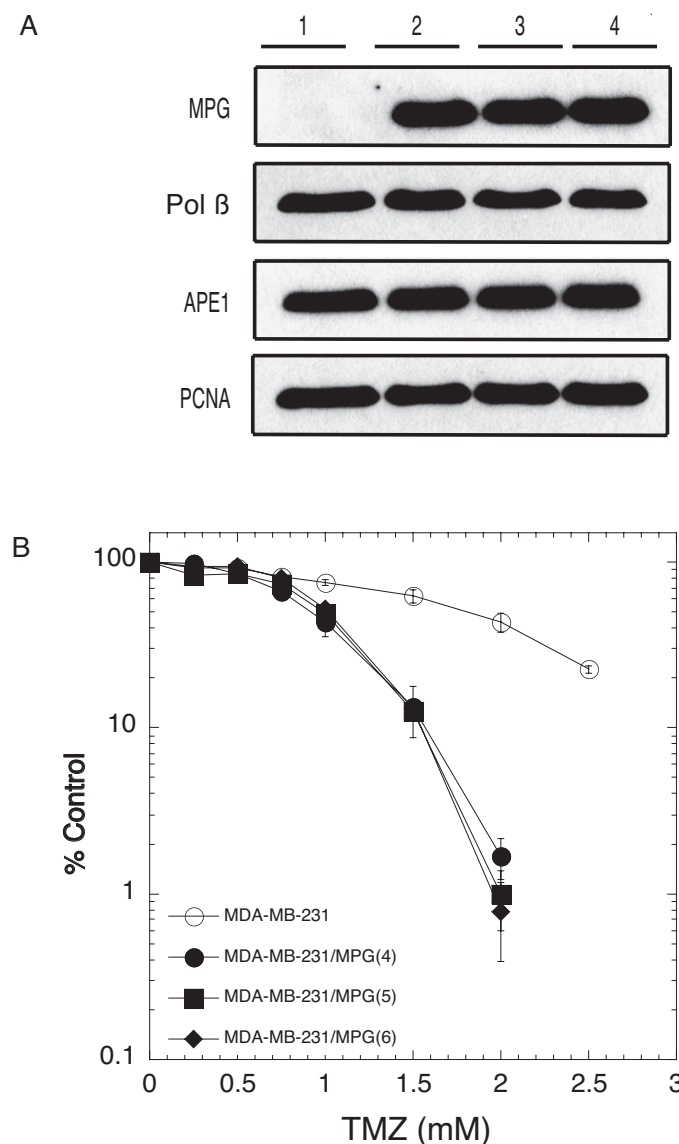 A
1 2 3 4
MPG
Pol ß
APE1
PCNA
B
100
10
1
0.1
% Control
MDA-MB-231
MDA-MB-231/MPG(4)
MDA-MB-231/MPG(5)
MDA-MB-231/MPG(6)
0 0.5 1 1.5 2 2.5 3
TMZ (mM)